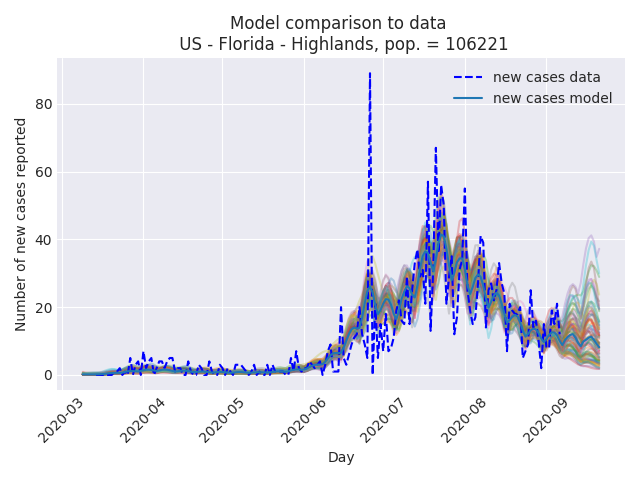 Model comparison to data
US - Florida - Highlands, pop. = 106221
new cases data
new cases model
Number of new cases reported
80
60
40
20
0
2020-03
2020-04
2020-05
2020-06
2020-07
2020-08
2020-09
Day